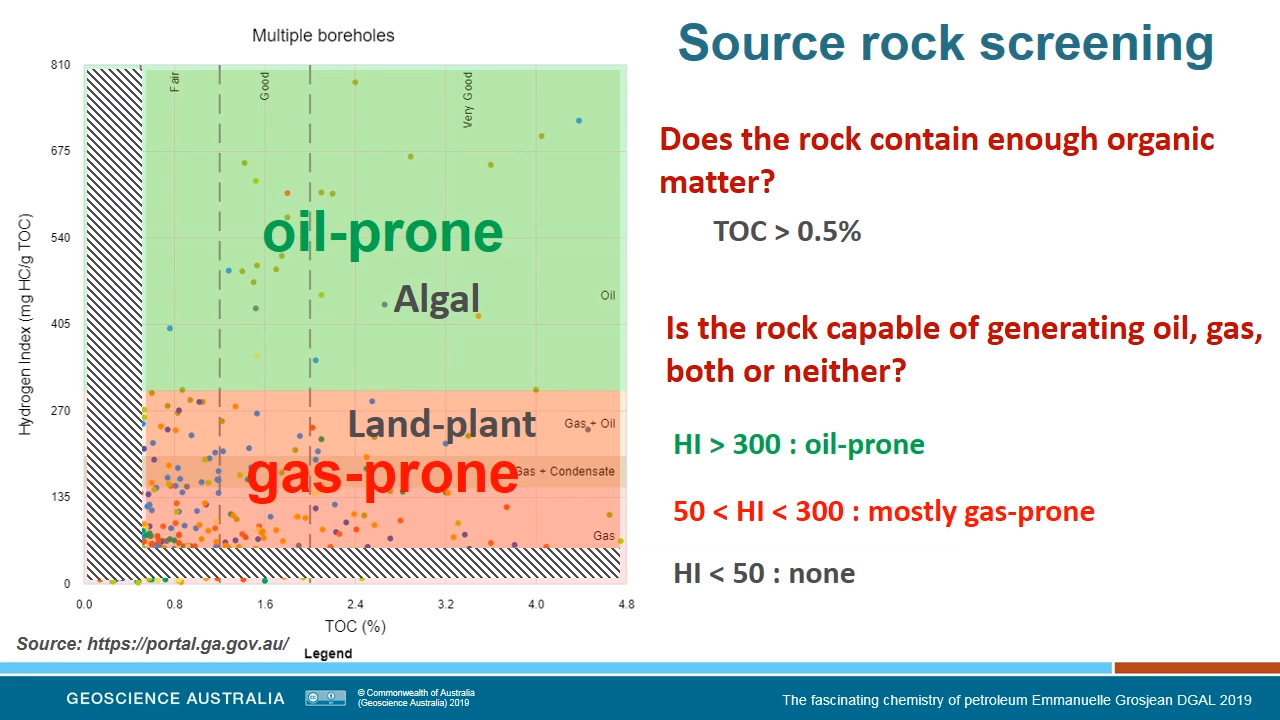 Multiple boreholes
Source rock screening
810
675
540
405
270
135
0
Hydrogen Index (mg HC/g TOC)
Fair
Good
Very Good
oil-prone
Algal
Oil
Land-plant
Gas + Oil
gas-prone
Gas + Condensate
Gas
0.0 0.8 1.6 2.4 3.2 4.0 4.8
TOC (%)
Legend
Source: https://portal.ga.gov.au/
Does the rock contain enough organic
matter?
TOC > 0.5%
Is the rock capable of generating oil, gas,
both or neither?
HI > 300 : oil-prone
50 < HI < 300 : mostly gas-prone
HI < 50 : none
GEOSCIENCE AUSTRALIA
© Commonwealth of Australia
(Geoscience Australia) 2019
The fascinating chemistry of petroleum Emmanuelle Grosjean DGAL 2019